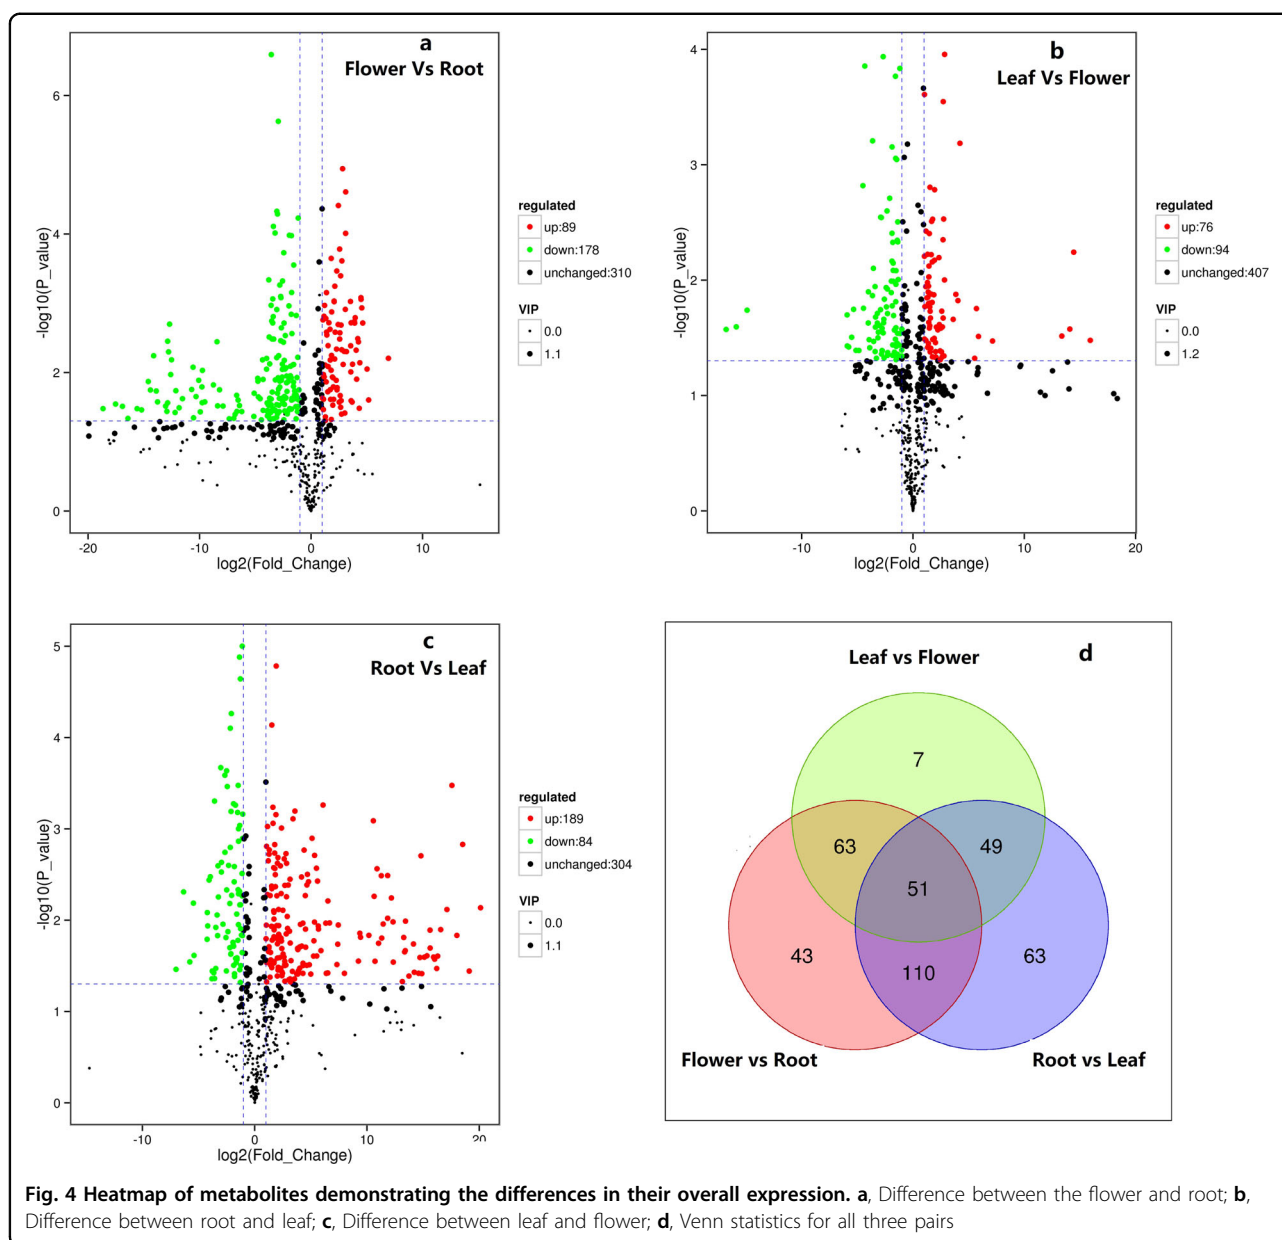 a
Flower Vs Root
6
4
2
0
-log10(P_value)
-20
-10
0
10
log2(Fold_Change)
regulated
up:89
down:178
unchanged:310
VIP
0.0
1.1
b
Leaf Vs Flower
4
3
2
1
0
-log10(P_value)
-10
0
10
20
log2(Fold_Change)
regulated
up:76
down:94
unchanged:407
VIP
0.0
1.2
c
Root Vs Leaf
5
4
3
2
1
0
-log10(P_value)
-10
0
10
20
log2(Fold_Change)
regulated
up:189
down:84
unchanged:304
VIP
0.0
1.1
d
Leaf vs Flower
7
63
49
51
43
110
63
Flower vs Root
Root vs Leaf
Fig. 4 Heatmap of metabolites demonstrating the differences in their overall expression. a, Difference between the flower and root; b,
Difference between root and leaf; c, Difference between leaf and flower; d, Venn statistics for all three pairs